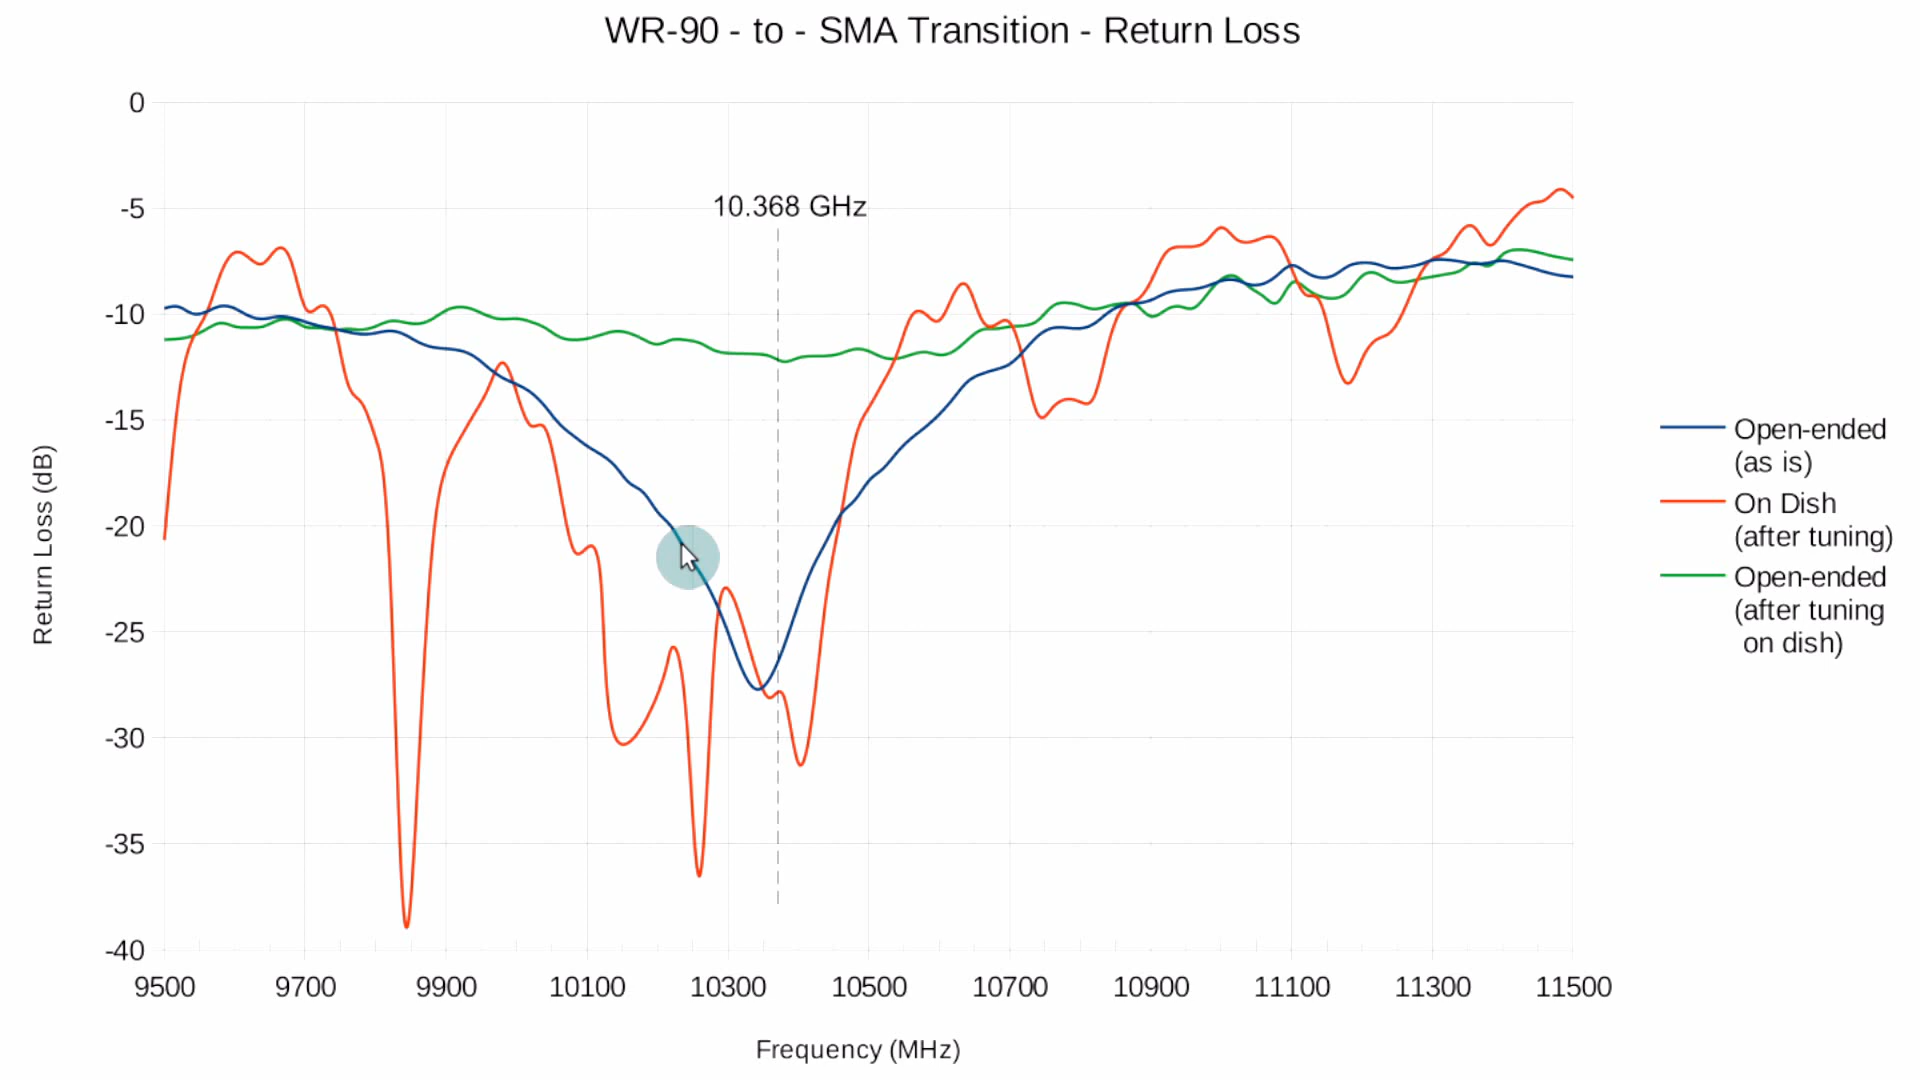 WR-90 - to - SMA Transition - Return Loss
0
-5
-10
-15
-20
-25
-30
-35
-40
Return Loss (dB)
10.368 GHz
9500 9700 9900 10100 10300 10500 10700 10900 11100 11300 11500
Frequency (MHz)
Open-ended
(as is)
On Dish
(after tuning)
Open-ended
(after tuning
on dish)